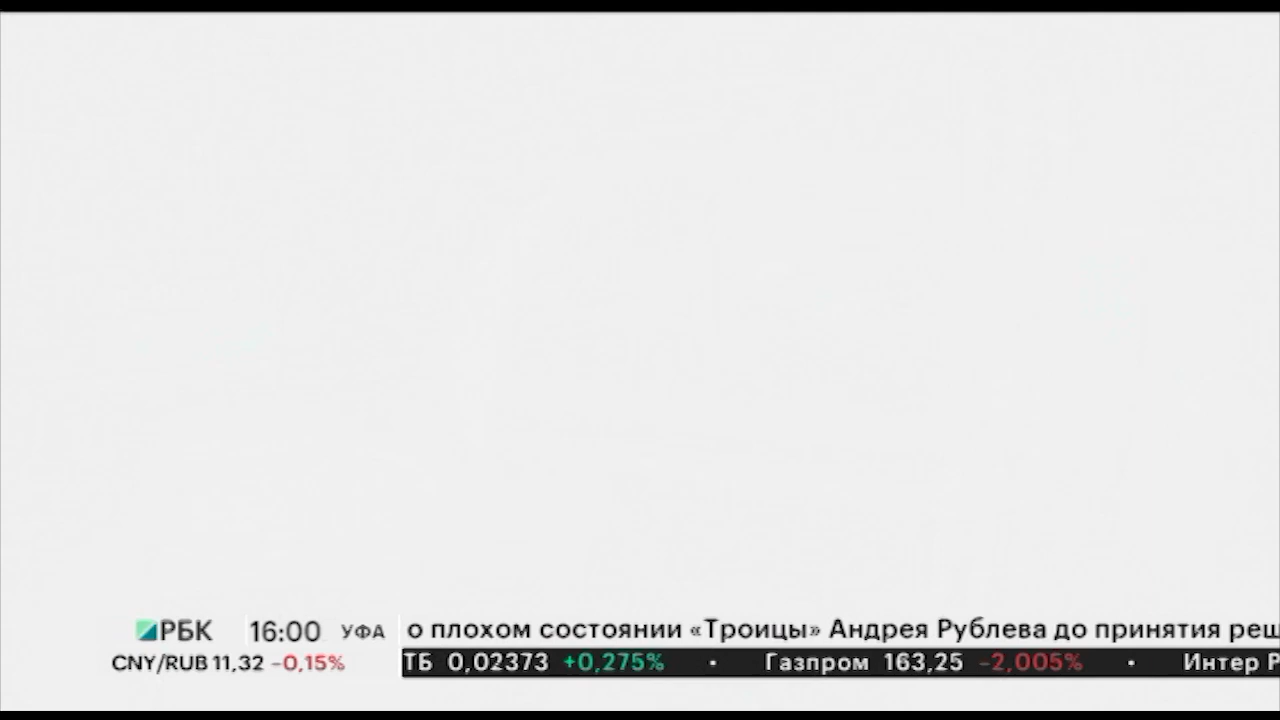 РБК 16:00 УФА о плохом состоянии «Троицы» Андрея Рублева до принятия реш
CNY/RUB 11,32 -0,15% ТБ 0,02373 +0,275% • Газпром 163,25 -2,005% • Интер Р